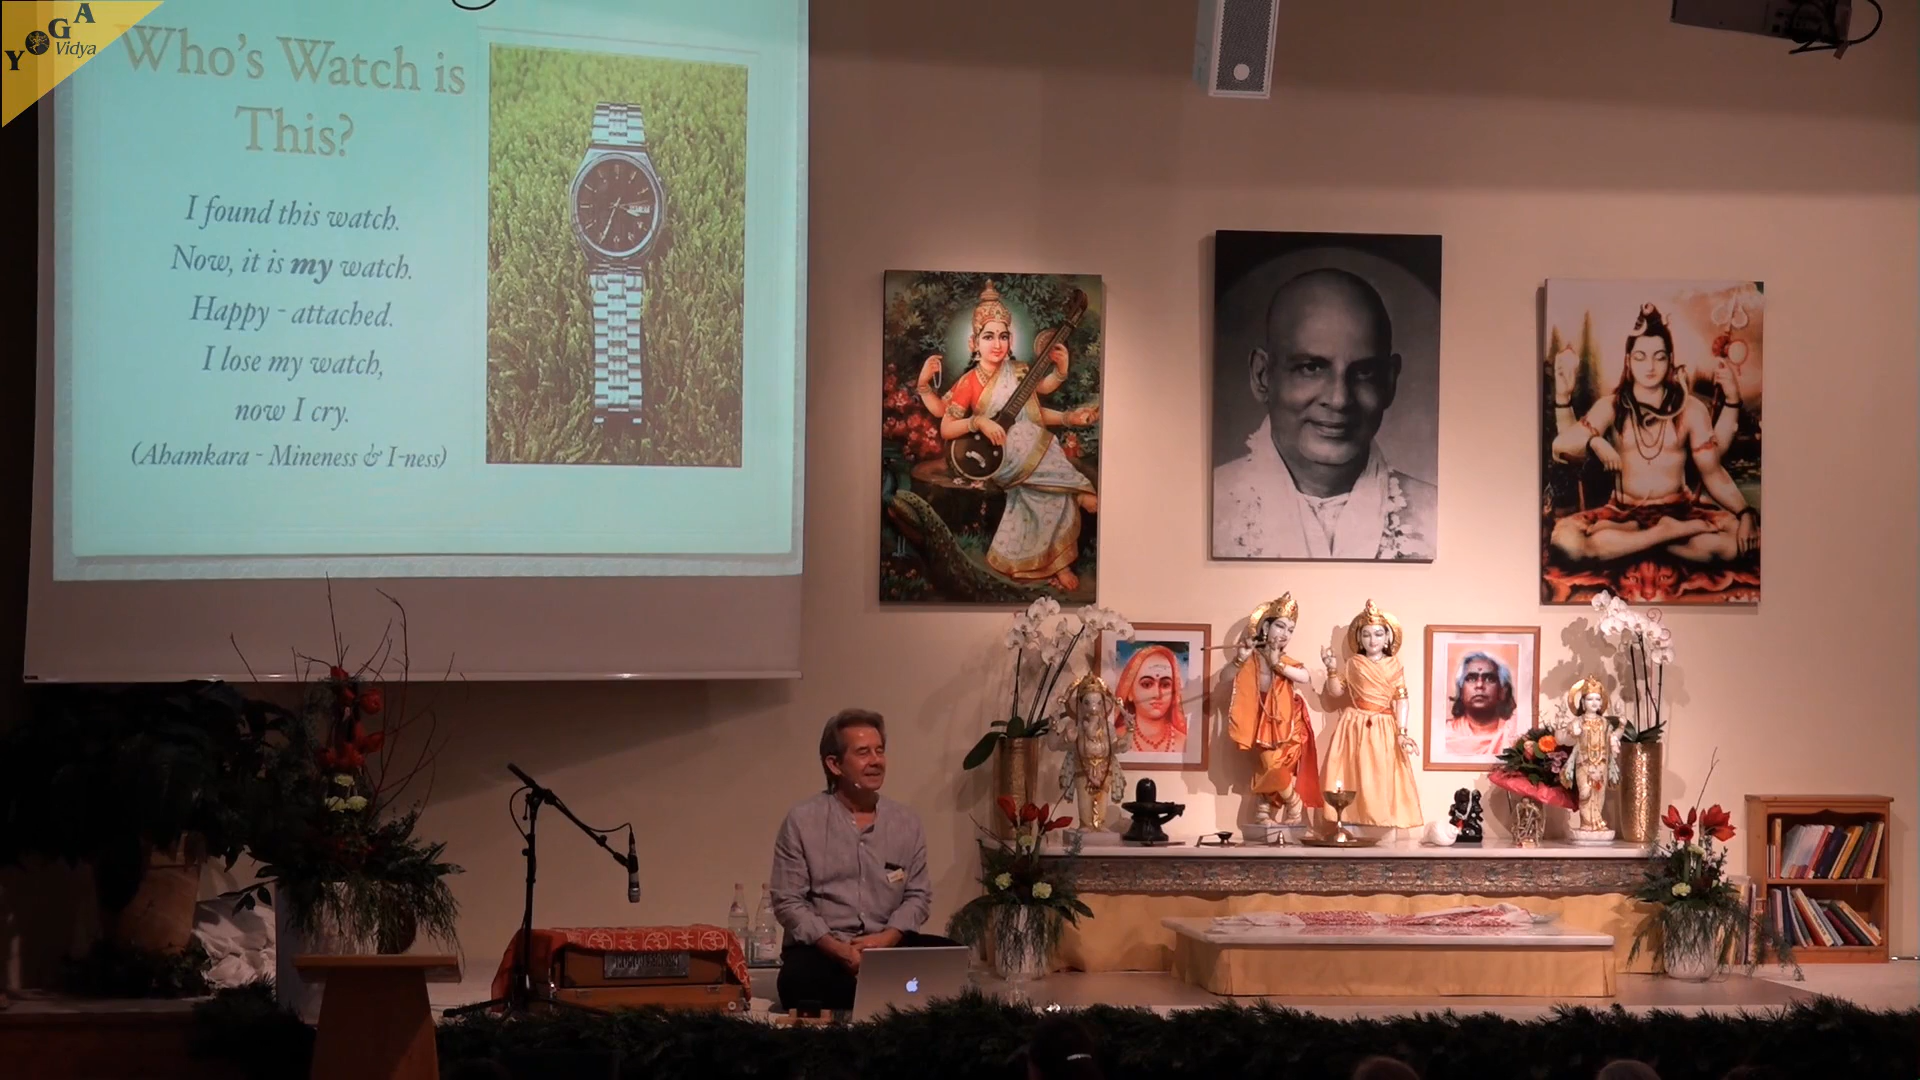 YOGA
Vidya
Who's Watch is
This?
I found this watch.
Now, it is my watch.
Happy - attached.
I lose my watch,
now I cry.
(Ahamkara - Mineness & I-ness)